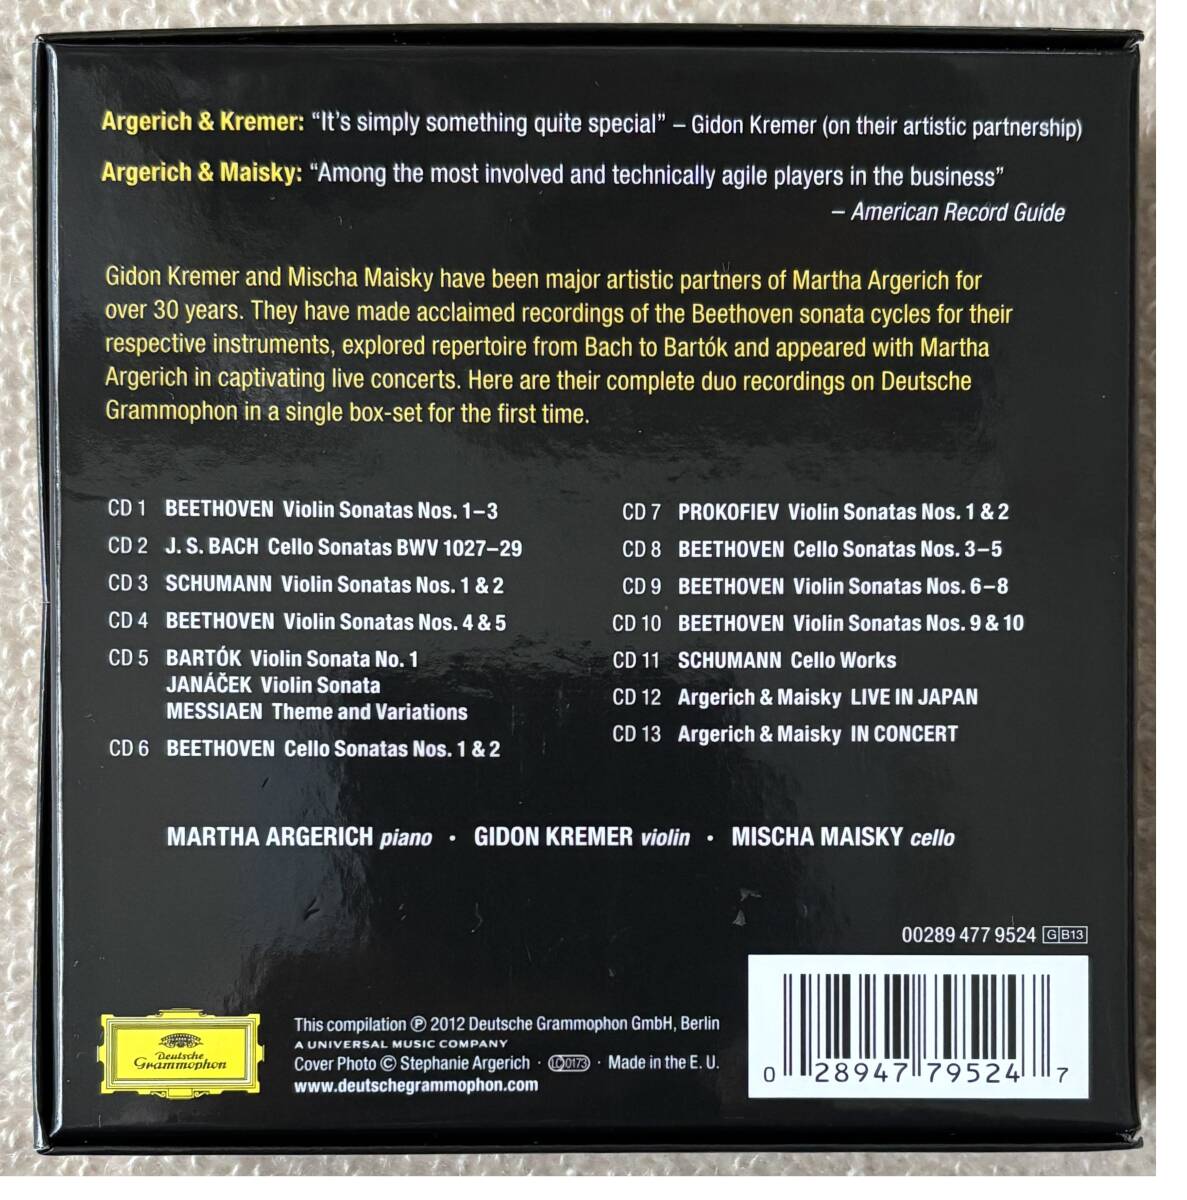 Argerich & Kremer: “It’s simply something quite special” – Gidon Kremer (on their artistic partnership)
Argerich & Maisky: “Among the most involved and technically agile players in the business”
– American Record Guide
Gidon Kremer and Mischa Maisky have been major artistic partners of Martha Argerich for
over 30 years. They have made acclaimed recordings of the Beethoven sonata cycles for their
respective instruments, explored repertoire from Bach to Bartók and appeared with Martha
Argerich in captivating live concerts. Here are their complete duo recordings on Deutsche
Grammophon in a single box-set for the first time.
CD 1 BEETHOVEN Violin Sonatas Nos. 1–3
CD 2 J. S. BACH Cello Sonatas BWV 1027–29
CD 3 SCHUMANN Violin Sonatas Nos. 1 & 2
CD 4 BEETHOVEN Violin Sonatas Nos. 4 & 5
CD 5 BARTÓK Violin Sonata No. 1
JANÁČEK Violin Sonata
MESSIAEN Theme and Variations
CD 6 BEETHOVEN Cello Sonatas Nos. 1 & 2
CD 7 PROKOFIEV Violin Sonatas Nos. 1 & 2
CD 8 BEETHOVEN Cello Sonatas Nos. 3–5
CD 9 BEETHOVEN Violin Sonatas Nos. 6–8
CD 10 BEETHOVEN Violin Sonatas Nos. 9 & 10
CD 11 SCHUMANN Cello Works
CD 12 Argerich & Maisky LIVE IN JAPAN
CD 13 Argerich & Maisky IN CONCERT
MARTHA ARGERICH piano · GIDON KREMER violin · MISCHA MAISKY cello
00289 477 9524 G B13
Deutsche
Grammophon
This compilation ℗ 2012 Deutsche Grammophon GmbH, Berlin
A UNIVERSAL MUSIC COMPANY
Cover Photo © Stephanie Argerich · LC 0173 · Made in the E. U.
www.deutschegrammophon.com
0 28947 79524 7